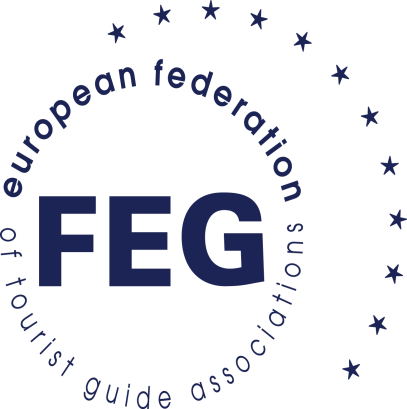 european federation
FEG
of tourist guide associations